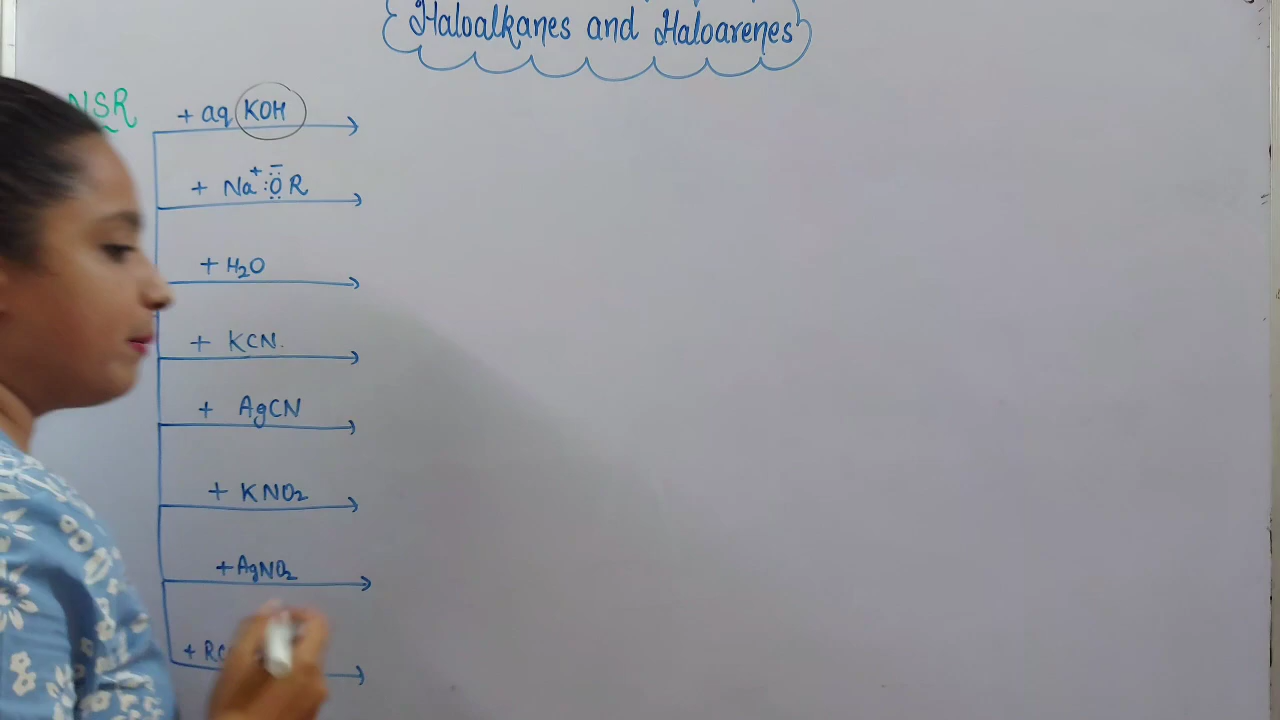 Haloalkanes and Haloarenes
NSR
+ aq KOH
+ Na⁺ :Ö̤⁻ R
+ H₂O
+ KCN.
+ AgCN
+ KNO₂
+ AgNO₂